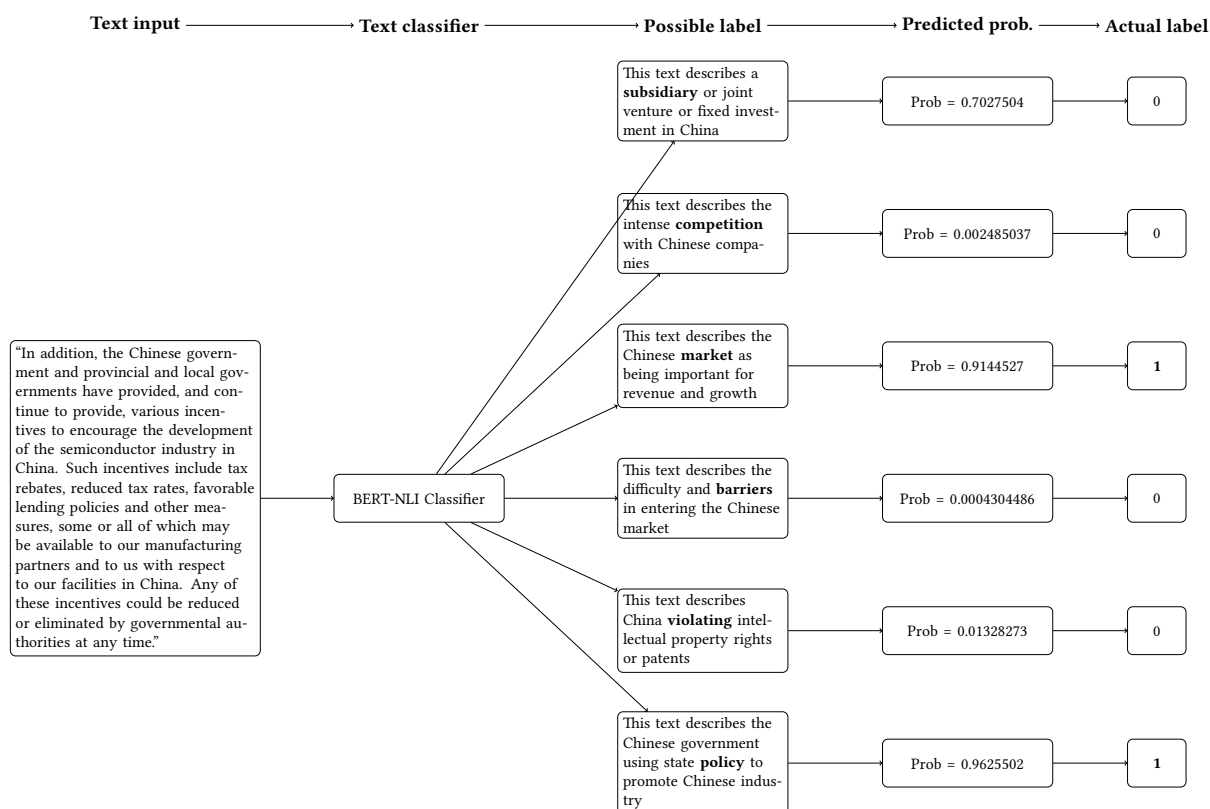 Text input
Text classifier
Possible label
Predicted prob.
Actual label
This text describes a
subsidiary or joint
venture or fixed invest-
ment in China
Prob = 0.7027504
0
This text describes the
intense competition
with Chinese compa-
nies
Prob = 0.002485037
0
“In addition, the Chinese govern-
ment and provincial and local gov-
ernments have provided, and con-
tinue to provide, various incen-
tives to encourage the development
of the semiconductor industry in
China. Such incentives include tax
rebates, reduced tax rates, favorable
lending policies and other mea-
sures, some or all of which may
be available to our manufacturing
partners and to us with respect
to our facilities in China. Any of
these incentives could be reduced
or eliminated by governmental au-
thorities at any time.”
BERT-NLI Classifier
This text describes the
Chinese market as
being important for
revenue and growth
Prob = 0.9144527
1
This text describes the
difficulty and barriers
in entering the Chinese
market
Prob = 0.0004304486
0
This text describes
China violating intel-
lectual property rights
or patents
Prob = 0.01328273
0
This text describes the
Chinese government
using state policy to
promote Chinese indus-
try
Prob = 0.9625502
1